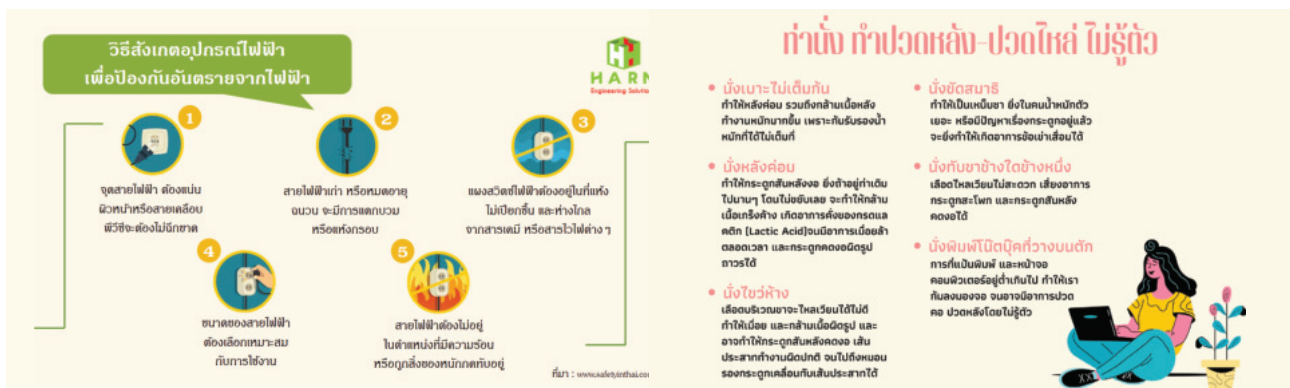 วิธีสังเกตอุปกรณ์ไฟฟ้า
เพื่อป้องกันอันตรายจากไฟฟ้า
HARN
Engineering Solutions
1
จุดสายไฟฟ้า ต้องแน่น
ผิวหน้าหรือสายเคลือบ
พีวีซีจะต้องไม่ฉีกขาด
2
สายไฟฟ้าเก่า หรือหมดอายุ
ฉนวน จะมีการแตกบวม
หรือแห้งกรอบ
3
แผงสวิตซ์ไฟฟ้าต้องอยู่ในที่แห้ง
ไม่เปียกชื้น และห่างไกล
จากสารเคมี หรือสารไวไฟต่าง ๆ
4
ขนาดของสายไฟฟ้า
ต้องเลือกเหมาะสม
กับการใช้งาน
5
สายไฟฟ้าต้องไม่อยู่
ในตำแหน่งที่มีความร้อน
หรือถูกสิ่งของหนักกดทับอยู่
ที่มา : www.safetyinthai.co
ท่านั่ง ทำปวดหลัง-ปวดไหล่ ไม่รู้ตัว
• นั่งเบาะไม่เต็มก้น
ทำให้หลังค่อม รวมถึงกล้ามเนื้อหลัง
ทำงานหนักมากขึ้น เพราะก้นรับรองน้ำ
หนักที่ได้ไม่เต็มที่
• นั่งหลังค่อม
ทำให้กระดูกสันหลังงอ ยิ่งถ้าอยู่ท่าเดิม
ไปนานๆ โดยไม่ขยับเลย จะทำให้กล้าม
เนื้อเกร็งค้าง เกิดอาการคั่งของกรดแล
คติก (Lactic Acid)จนมีอาการเมื่อยล้า
ตลอดเวลา และกระดูกคดงอผิดรูป
ถาวรได้
• นั่งไขว่ห้าง
เลือดบริเวณขาจะไหลเวียนได้ไม่ดี
ทำให้เมื่อย และกล้ามเนื้อผิดรูป และ
อาจทำให้กระดูกสันหลังคดงอ เส้น
ประสาททำงานผิดปกติ จนไปถึงหมอน
รองกระดูกเคลื่อนทับเส้นประสาทได้
• นั่งขัดสมาธิ
ทำให้เป็นเหน็บชา ยิ่งในคนน้ำหนักตัว
เยอะ หรือมีปัญหาเรื่องกระดูกอยู่แล้ว
จะยิ่งทำให้เกิดอาการข้อเข่าเสื่อมได้
• นั่งทับขาข้างใดข้างหนึ่ง
เลือดไหลเวียนไม่สะดวก เสี่ยงอาการ
กระดูกสะโพก และกระดูกสันหลัง
คดงอได้
• นั่งพิมพ์โน๊ตบุ๊คที่วางบนตัก
การที่แป้นพิมพ์ และหน้าจอ
คอมพิวเตอร์อยู่ต่ำเกินไป ทำให้เรา
ก้มลงมองจอ จนอาจมีอาการปวด
คอ ปวดหลังโดยไม่รู้ตัว